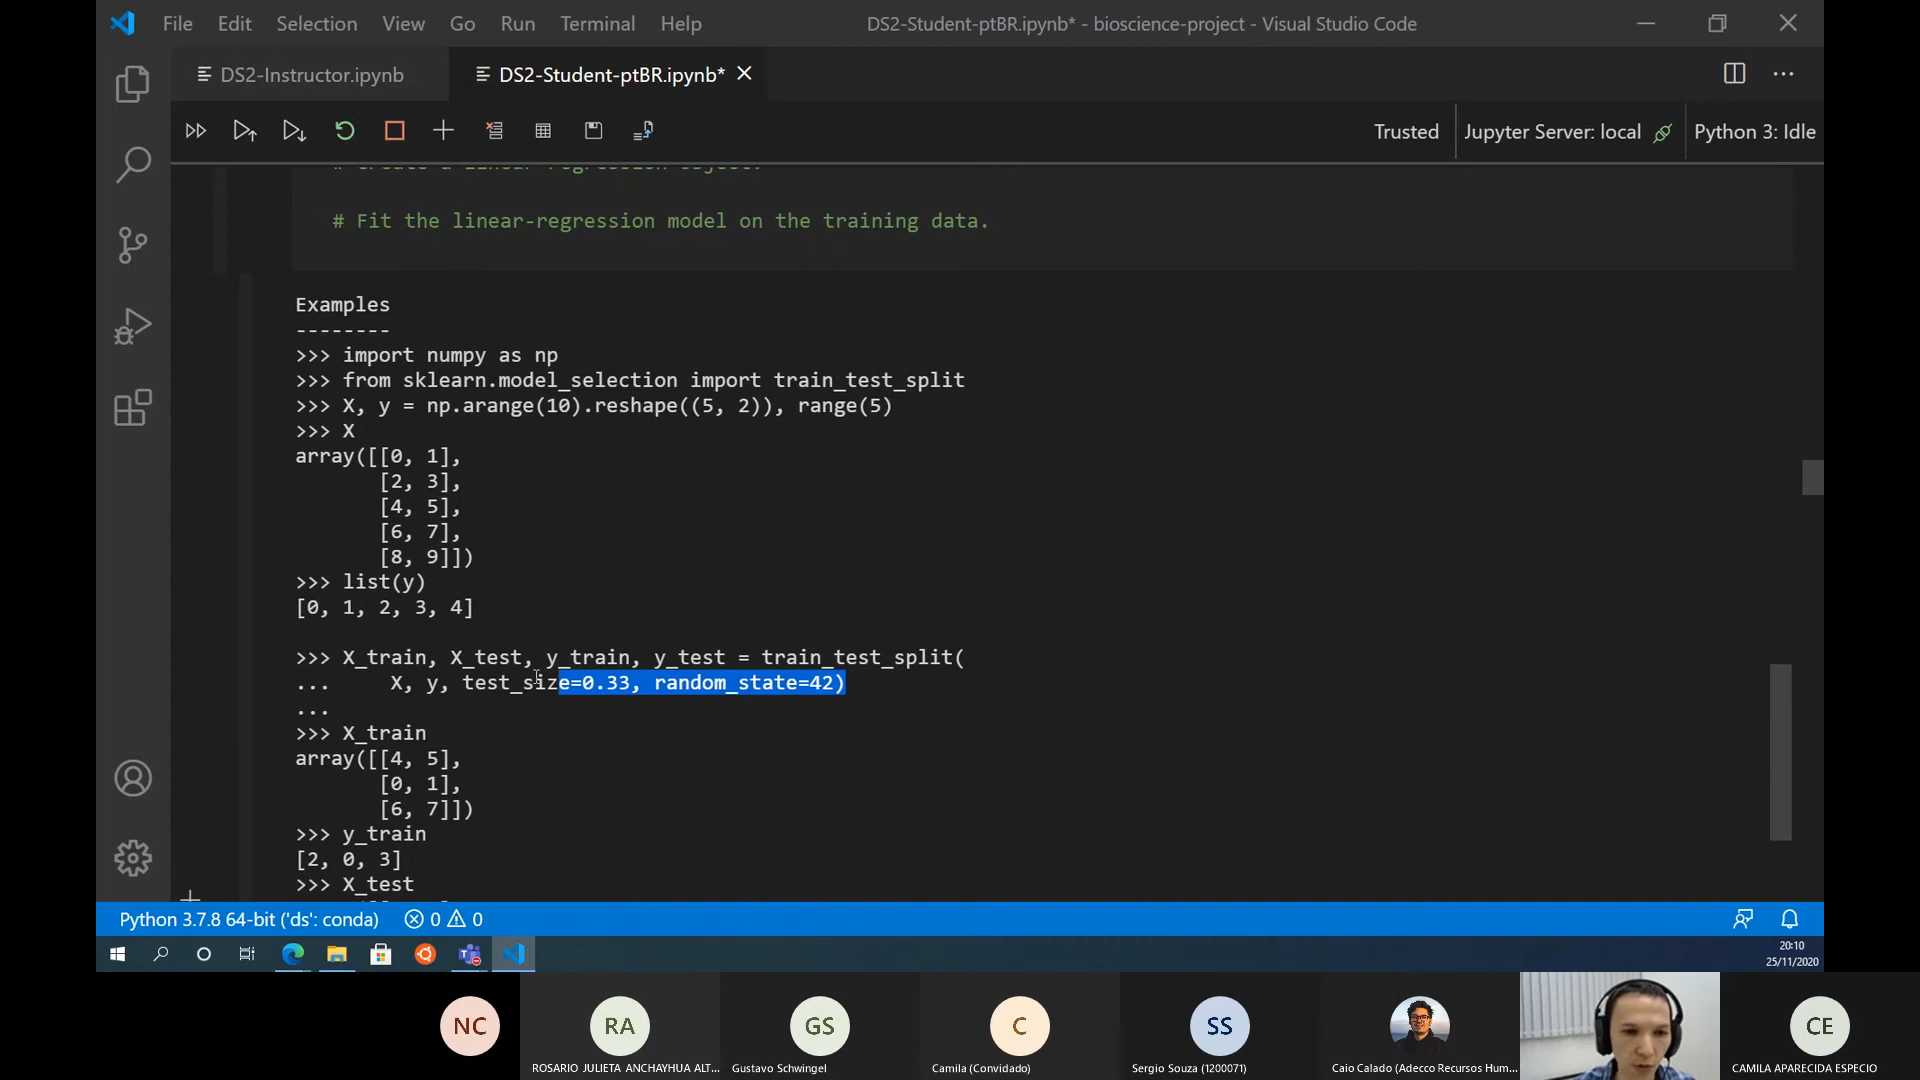 File Edit Selection View Go Run Terminal Help DS2-Student-ptBR.ipynb* - bioscience-project - Visual Studio Code
DS2-Instructor.ipynb DS2-Student-ptBR.ipynb*
Trusted Jupyter Server: local Python 3: Idle
# Create a linear regression object.
# Fit the linear-regression model on the training data.
Examples
--------
>>> import numpy as np
>>> from sklearn.model_selection import train_test_split
>>> X, y = np.arange(10).reshape((5, 2)), range(5)
>>> X
array([[0, 1],
[2, 3],
[4, 5],
[6, 7],
[8, 9]])
>>> list(y)
[0, 1, 2, 3, 4]
>>> X_train, X_test, y_train, y_test = train_test_split(
... X, y, test_size=0.33, random_state=42)
...
>>> X_train
array([[4, 5],
[0, 1],
[6, 7]])
>>> y_train
[2, 0, 3]
>>> X_test
Python 3.7.8 64-bit ('ds': conda) 0 0
20:10
25/11/2020
NC RA GS C SS CE
ROSARIO JULIETA ANCHAYHUA ALT... Gustavo Schwingel Camila (Convidado) Sergio Souza (1200071) Caio Calado (Adecco Recursos Hum... CAMILA APARECIDA ESPECIO